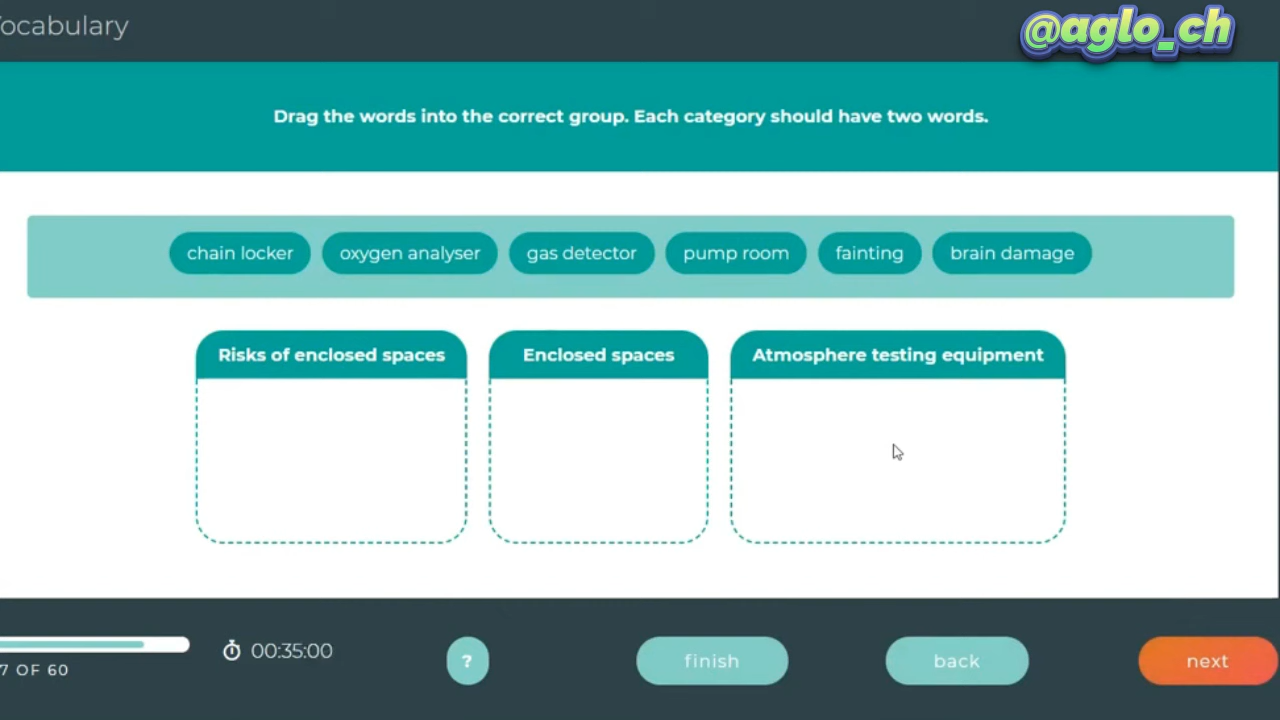 ocabulary
@aglo_ch
Drag the words into the correct group. Each category should have two words.
chain locker oxygen analyser gas detector pump room fainting brain damage
Risks of enclosed spaces Enclosed spaces Atmosphere testing equipment
00:35:00
7 OF 60
? finish back next